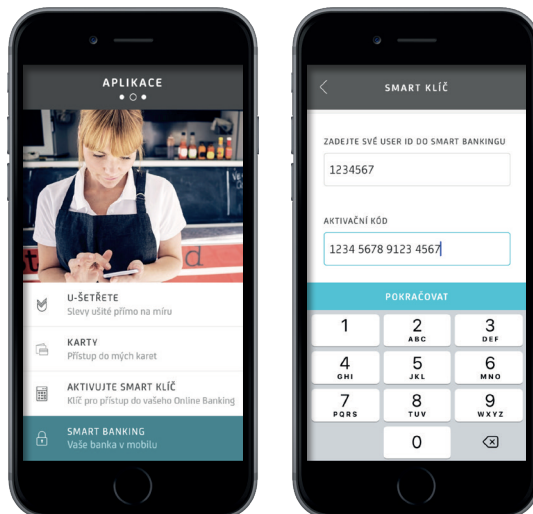 APLIKACE
U-ŠETŘETE
Slevy ušité přímo na míru
KARTY
Přístup do mých karet
AKTIVUJTE SMART KLÍČ
Klíč pro přístup do vašeho Online Banking
SMART BANKING
Vaše banka v mobilu
SMART KLÍČ
ZADEJTE SVÉ USER ID DO SMART BANKINGU
1234567
AKTIVAČNÍ KÓD
1234 5678 9123 4567
POKRAČOVAT
1 2 3
ABC DEF
4 5 6
GHI JKL MNO
7 8 9
PQRS TUV WXYZ
0